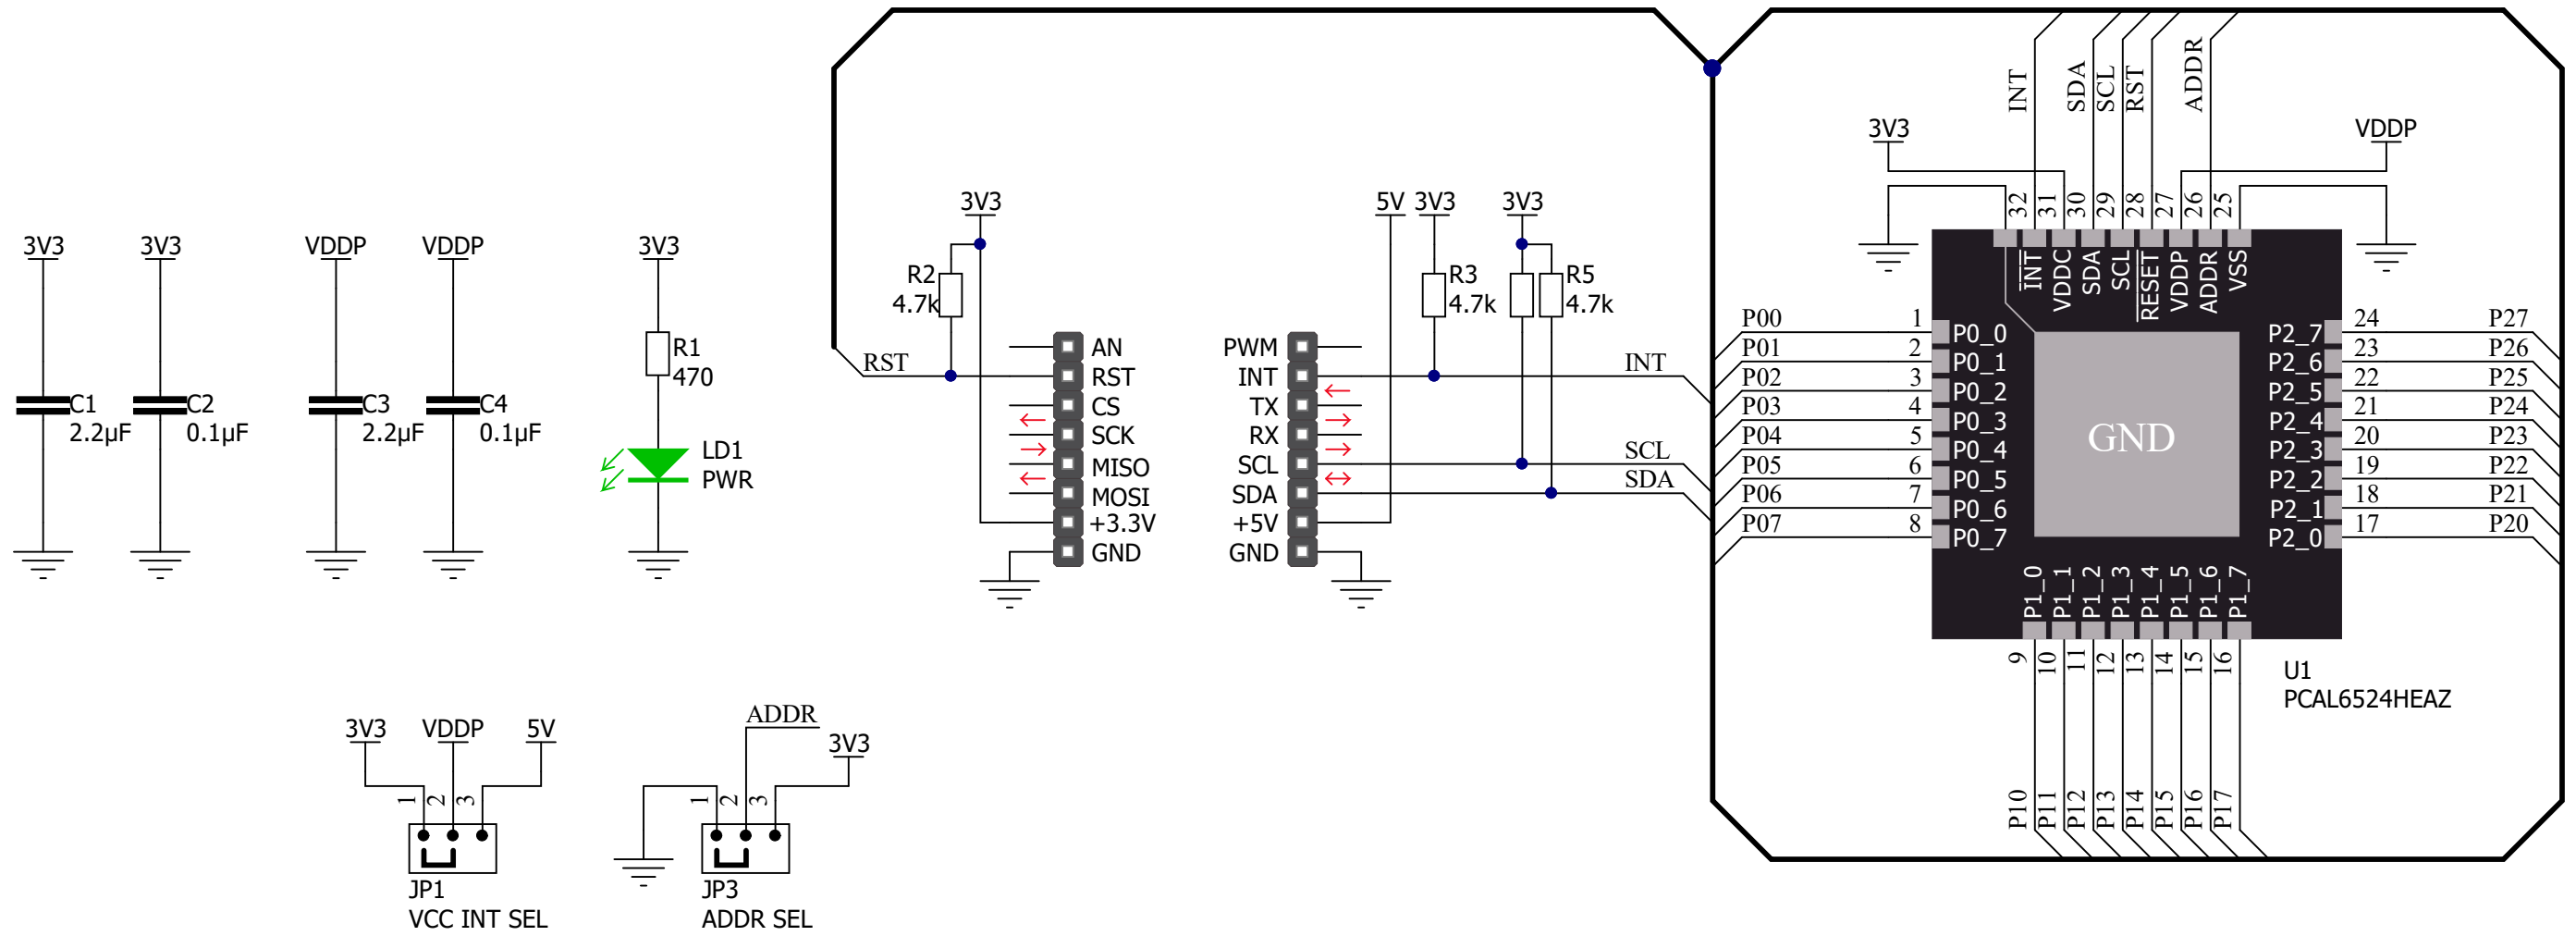 3V3
C1
2.2µF
3V3
C2
0.1µF
VDDP
C3
2.2µF
VDDP
C4
0.1µF
3V3
R1
470
LD1
PWR
3V3
VDDP
5V
1
2
3
JP1
VCC INT SEL
ADDR
3V3
1
2
3
JP3
ADDR SEL
3V3
R2
4.7k
RST
AN
RST
CS
SCK
MISO
MOSI
+3.3V
GND
PWM
INT
TX
RX
SCL
SDA
+5V
GND
5V
3V3
3V3
R3
4.7k
R5
4.7k
INT
SCL
SDA
INT
SDA
SCL
RST
ADDR
3V3
VDDP
32
31
30
29
28
27
26
25
INT
VDDC
SDA
SCL
RESET
VDDP
ADDR
VSS
P00 1 P0_0
P01 2 P0_1
P02 3 P0_2
P03 4 P0_3
P04 5 P0_4
P05 6 P0_5
P06 7 P0_6
P07 8 P0_7
GND
P2_7 24 P27
P2_6 23 P26
P2_5 22 P25
P2_4 21 P24
P2_3 20 P23
P2_2 19 P22
P2_1 18 P21
P2_0 17 P20
P1_0
P1_1
P1_2
P1_3
P1_4
P1_5
P1_6
P1_7
9
10
11
12
13
14
15
16
P10
P11
P12
P13
P14
P15
P16
P17
U1
PCAL6524HEAZ